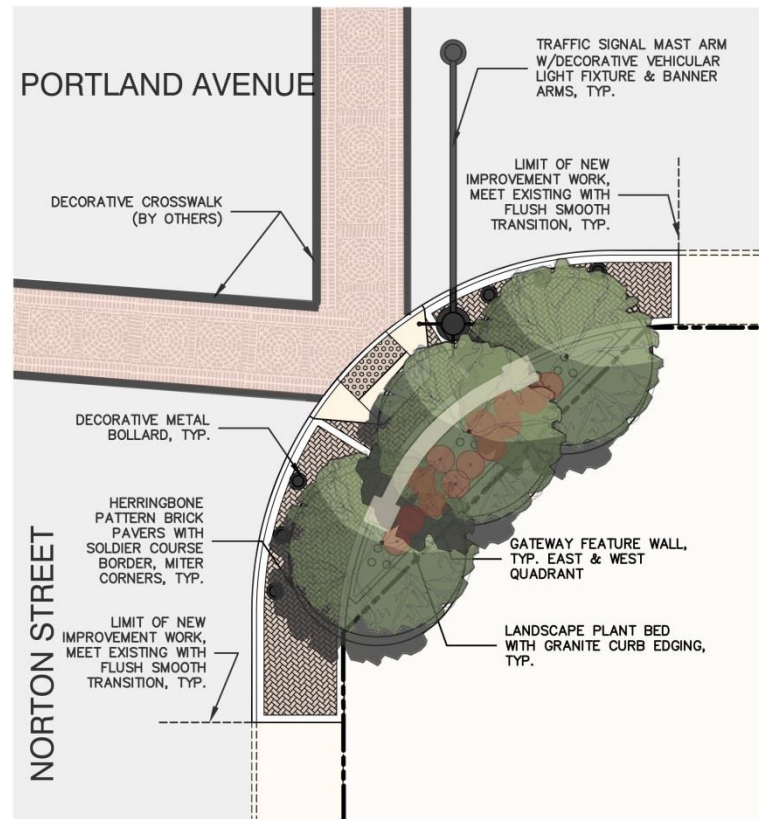 PORTLAND AVENUE
TRAFFIC SIGNAL MAST ARM
W/DECORATIVE VEHICULAR
LIGHT FIXTURE & BANNER
ARMS, TYP.
LIMIT OF NEW
IMPROVEMENT WORK,
MEET EXISTING WITH
FLUSH SMOOTH
TRANSITION, TYP.
DECORATIVE CROSSWALK
(BY OTHERS)
DECORATIVE METAL
BOLLARD, TYP.
HERRINGBONE
PATTERN BRICK
PAVERS WITH
SOLDIER COURSE
BORDER, MITER
CORNERS, TYP.
LIMIT OF NEW
IMPROVEMENT WORK,
MEET EXISTING WITH
FLUSH SMOOTH
TRANSITION, TYP.
NORTON STREET
GATEWAY FEATURE WALL,
TYP. EAST & WEST
QUADRANT
LANDSCAPE PLANT BED
WITH GRANITE CURB EDGING,
TYP.